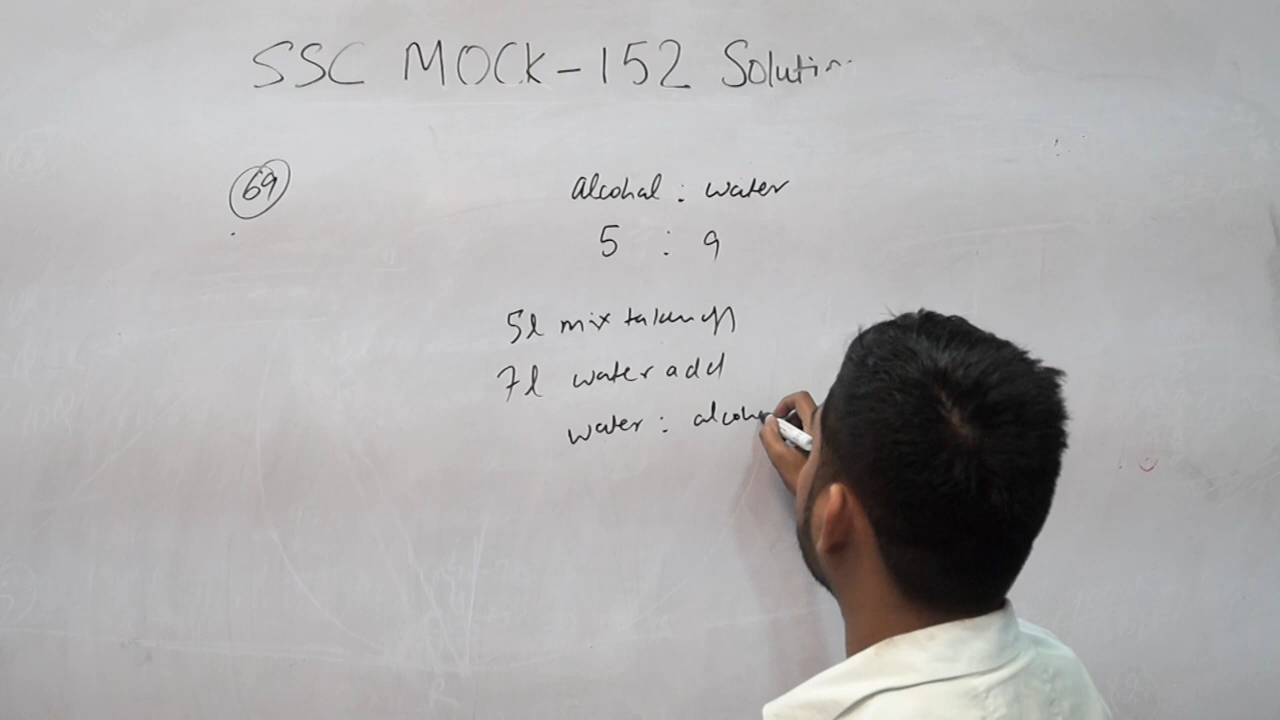 SSC MOCK-152 Solution
69
alcohal : water
5 : 9
5l mix taken off
7l water add
water : alcoh